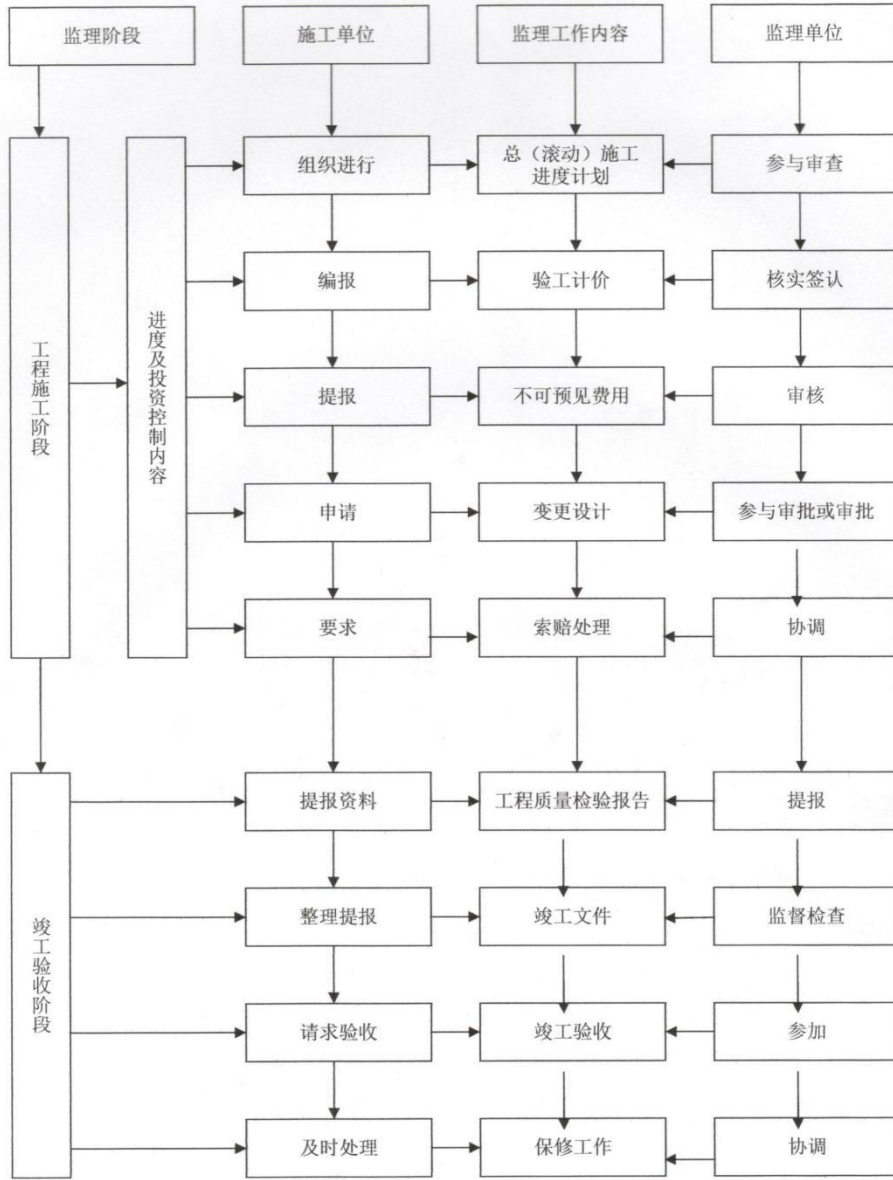 监理阶段
施工单位
监理工作内容
监理单位
工程施工阶段
进度及投资控制内容
组织进行
总（滚动）施工
进度计划
参与审查
编报
验工计价
核实签认
提报
不可预见费用
审核
申请
变更设计
参与审批或审批
要求
索赔处理
协调
竣工验收阶段
提报资料
工程质量检验报告
提报
整理提报
竣工文件
监督检查
请求验收
竣工验收
参加
及时处理
保修工作
协调